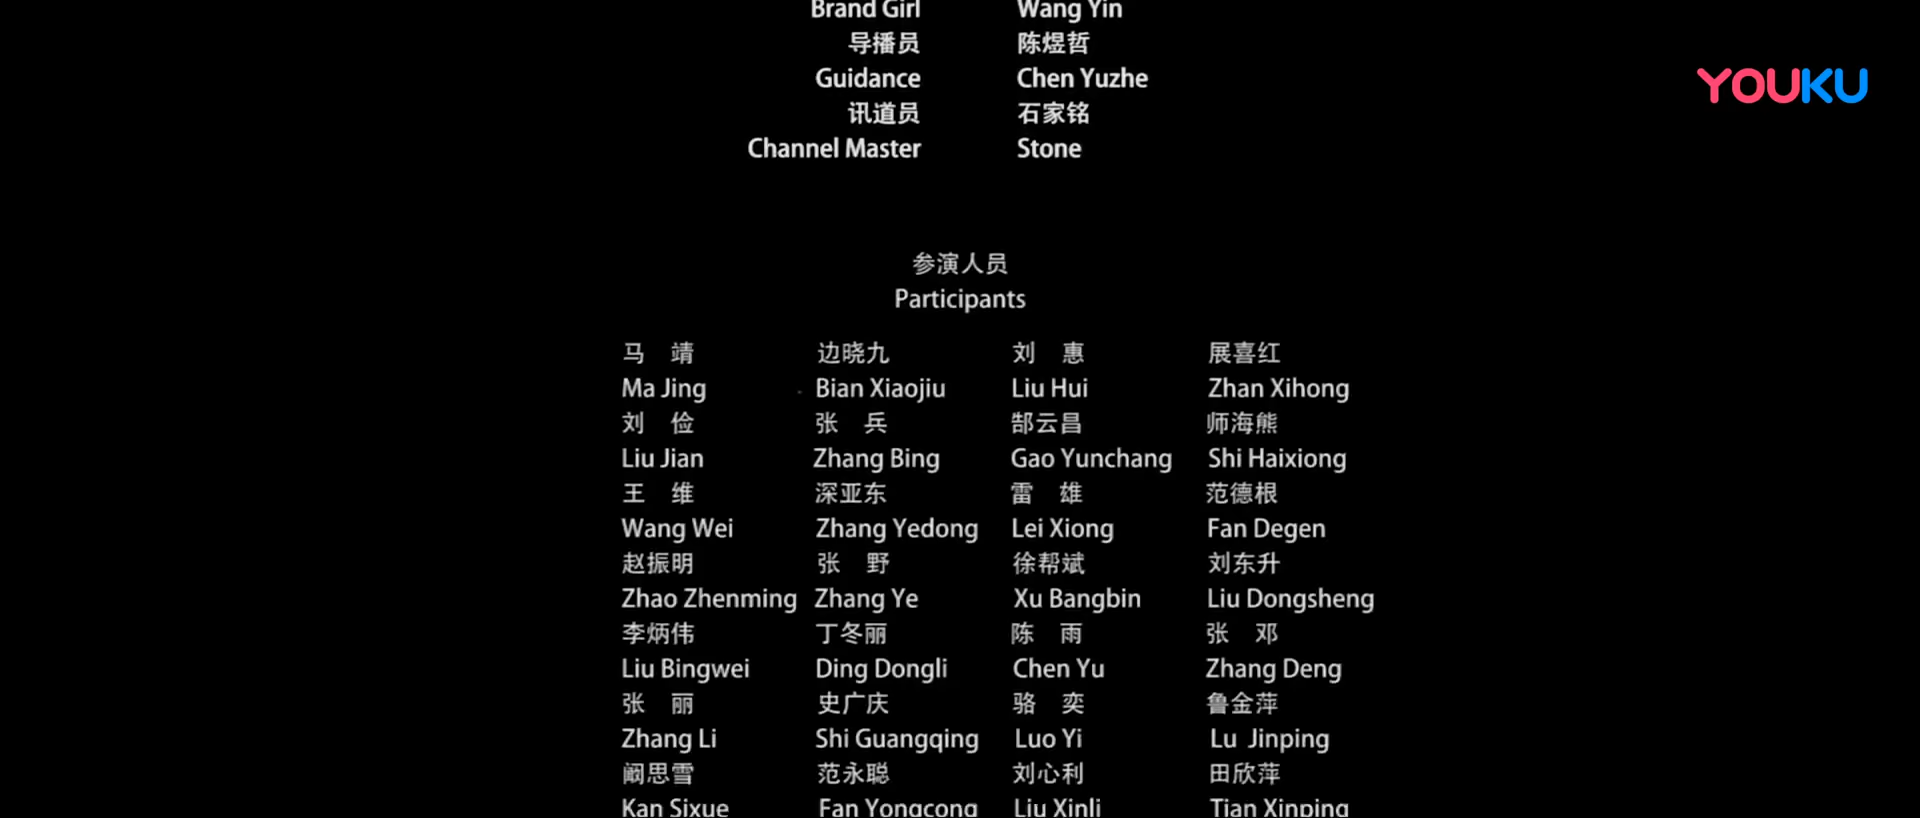 Brand Girl Wang Yin
导播员 陈煜哲
Guidance Chen Yuzhe
讯道员 石家铭
Channel Master Stone
YOUKU
参演人员
Participants
马 靖 边晓九 刘 惠 展喜红
Ma Jing Bian Xiaojiu Liu Hui Zhan Xihong
刘 俭 张 兵 郜云昌 师海熊
Liu Jian Zhang Bing Gao Yunchang Shi Haixiong
王 维 深亚东 雷 雄 范德根
Wang Wei Zhang Yedong Lei Xiong Fan Degen
赵振明 张 野 徐帮斌 刘东升
Zhao Zhenming Zhang Ye Xu Bangbin Liu Dongsheng
李炳伟 丁冬丽 陈 雨 张 邓
Liu Bingwei Ding Dongli Chen Yu Zhang Deng
张 丽 史广庆 骆 奕 鲁金萍
Zhang Li Shi Guangqing Luo Yi Lu Jinping
阚思雪 范永聪 刘心利 田欣萍
Kan Sixue Fan Yongcong Liu Xinli Tian Xinping